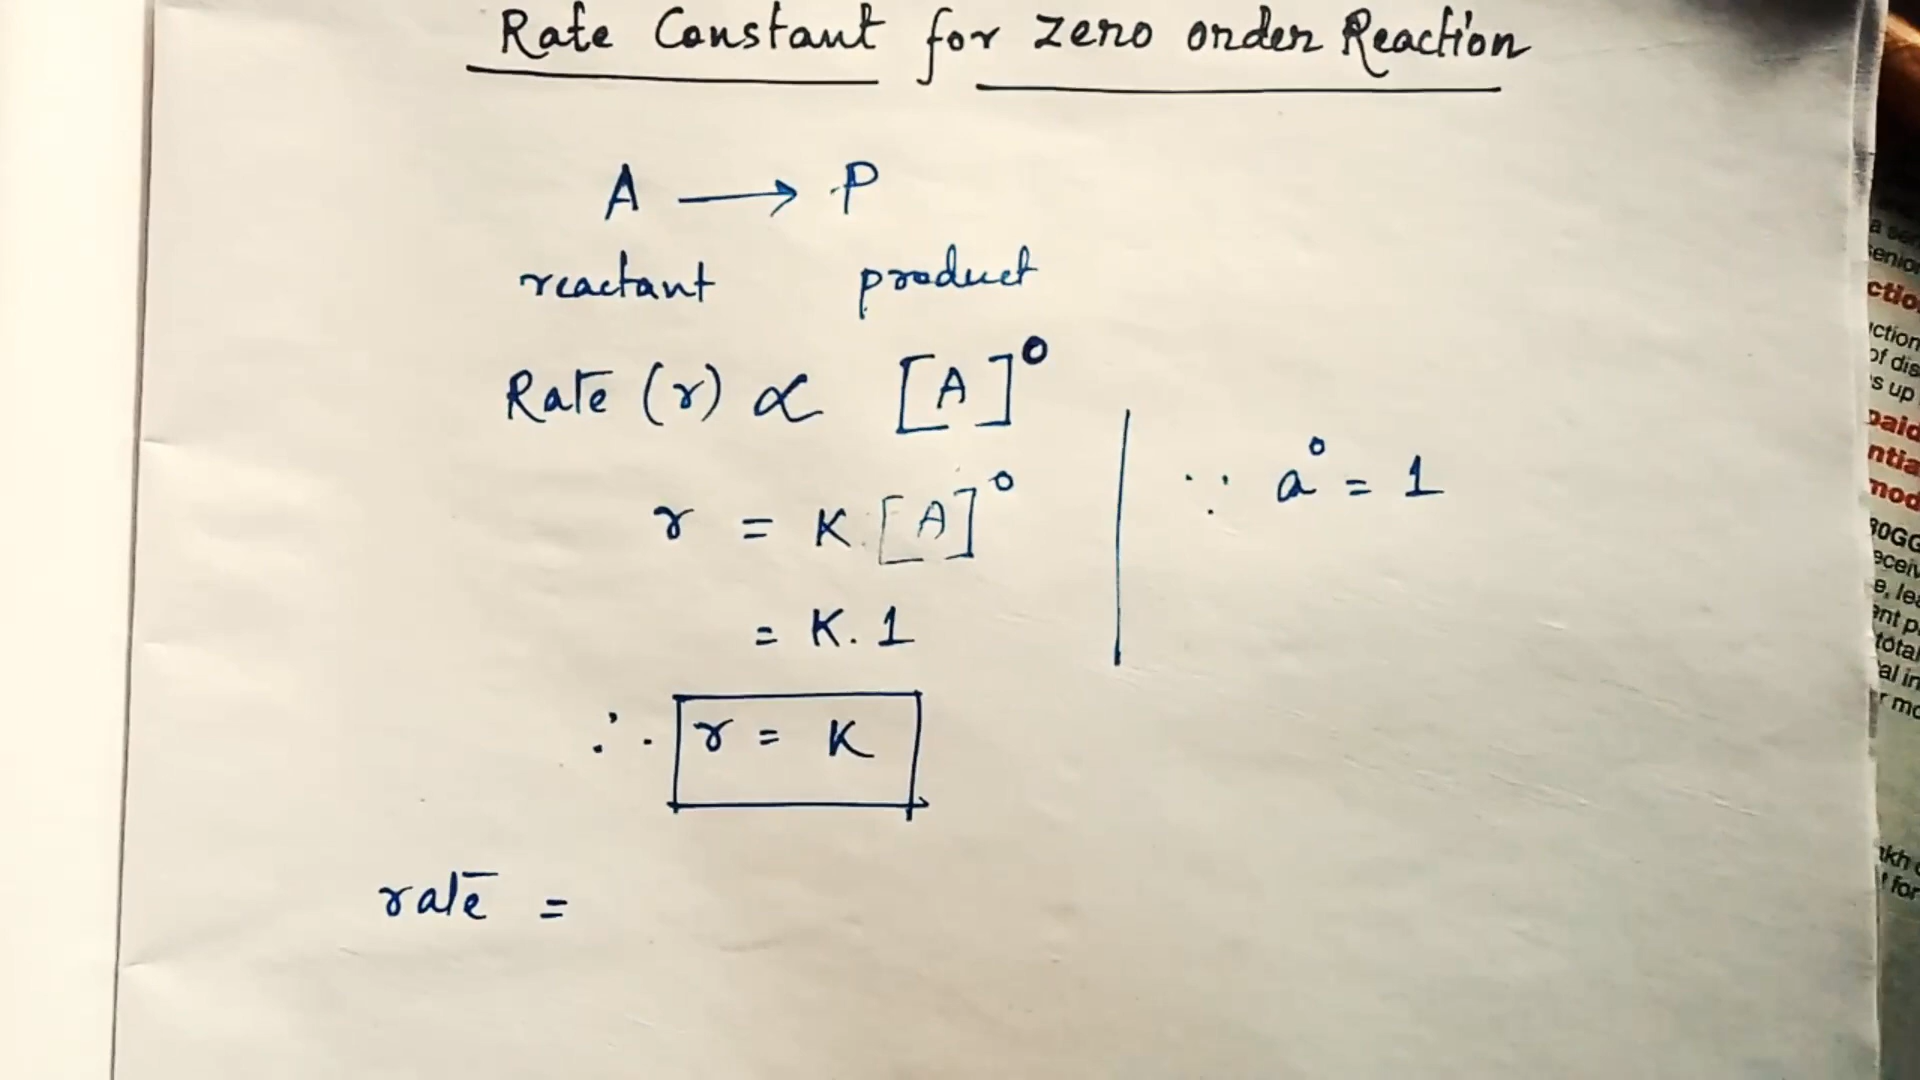 Rate Constant for zero order Reaction
A ⟶ P
reactant product
Rate (r) ∝ [A]⁰
r = K.[A]⁰
∵ a⁰ = 1
= K. 1
∴ r = K
rate =